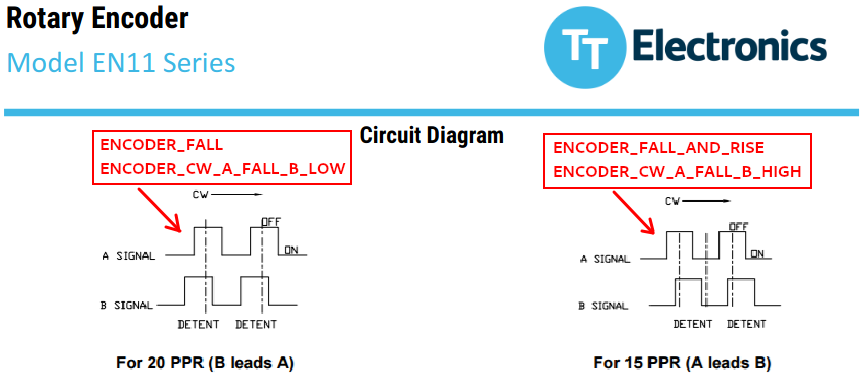 Rotary Encoder
Model EN11 Series
TT Electronics
Circuit Diagram
ENCODER_FALL
ENCODER_CW_A_FALL_B_LOW
CW
OFF
ON
A SIGNAL
B SIGNAL
DETENT DETENT
For 20 PPR (B leads A)
ENCODER_FALL_AND_RISE
ENCODER_CW_A_FALL_B_HIGH
CW
OFF
ON
A SIGNAL
B SIGNAL
DETENT DETENT
For 15 PPR (A leads B)